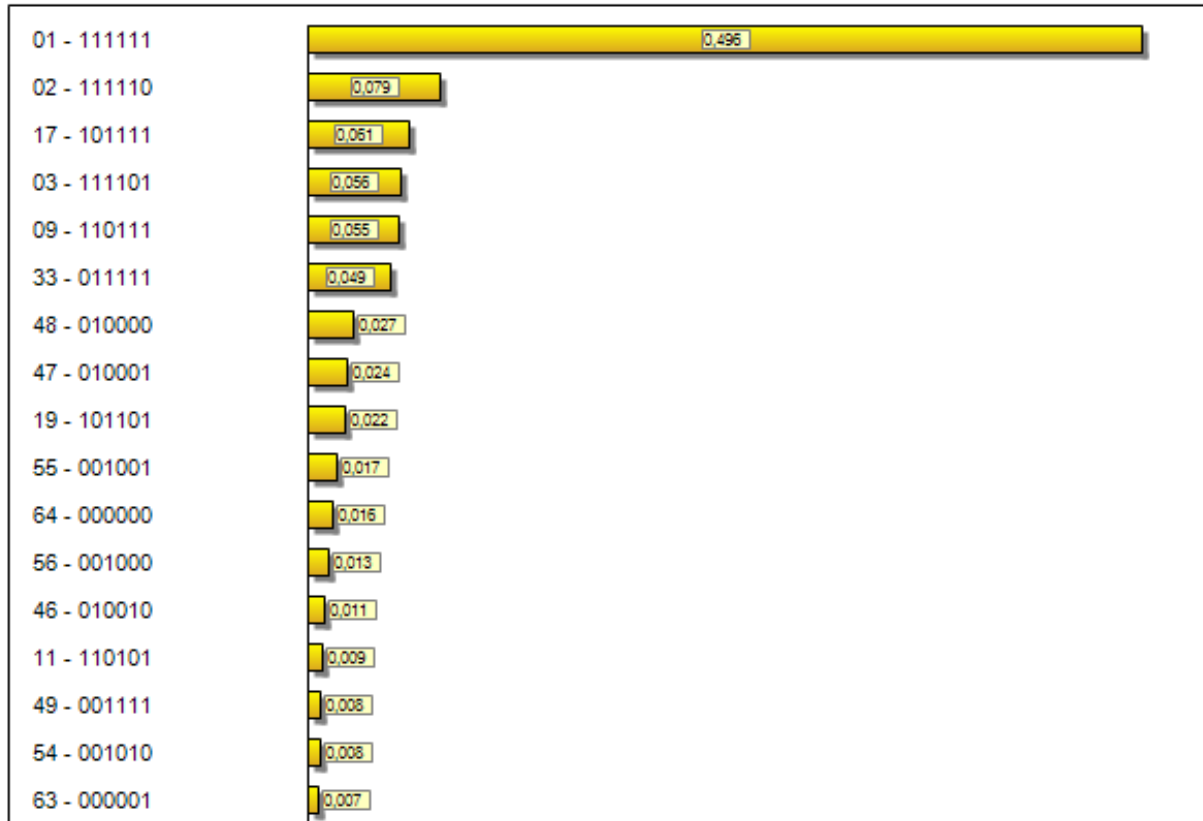 01 - 111111 0,496
02 - 111110 0,079
17 - 101111 0,061
03 - 111101 0,056
09 - 110111 0,055
33 - 011111 0,049
48 - 010000 0,027
47 - 010001 0,024
19 - 101101 0,022
55 - 001001 0,017
64 - 000000 0,016
56 - 001000 0,013
46 - 010010 0,011
11 - 110101 0,009
49 - 001111 0,008
54 - 001010 0,008
63 - 000001 0,007